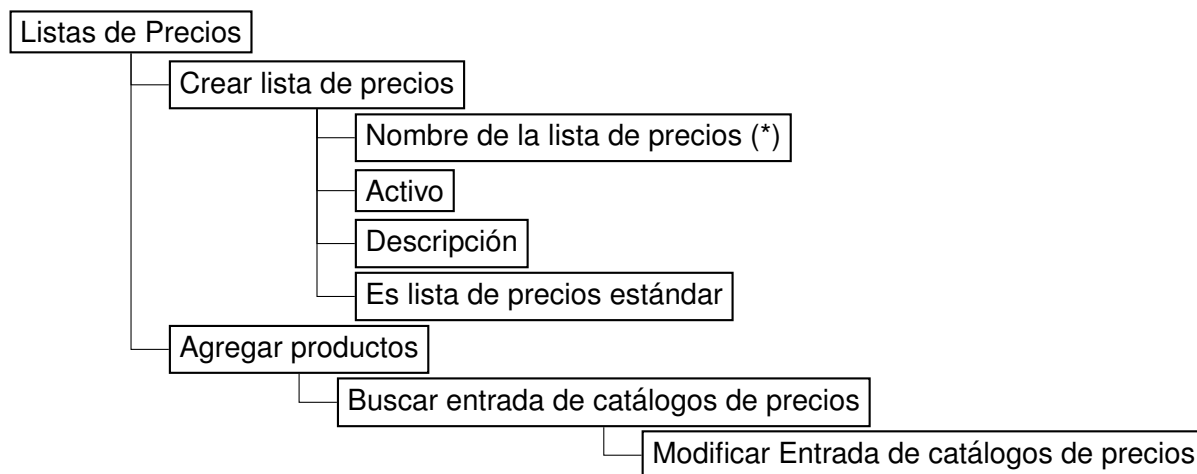 Listas de Precios
Crear lista de precios
Nombre de la lista de precios (*)
Activo
Descripción
Es lista de precios estándar
Agregar productos
Buscar entrada de catálogos de precios
Modificar Entrada de catálogos de precios